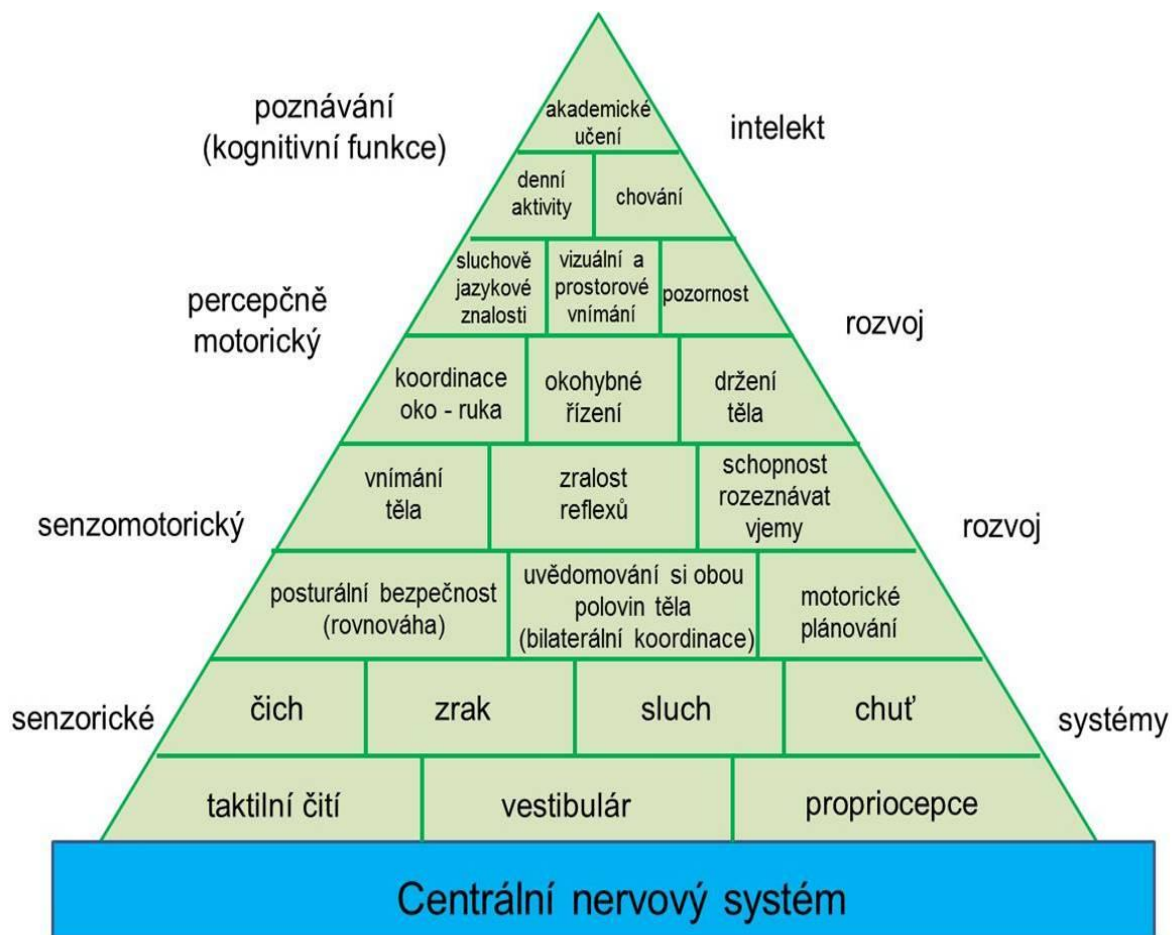 akademické
učení
poznávání
(kognitivní funkce)
intelekt
denní
aktivity
chování
sluchově
jazykové
znalosti
vizuální a
prostorové
vnímání
pozornost
percepčně
motorický
rozvoj
koordinace
oko - ruka
okohybné
řízení
držení
těla
vnímání
těla
zralost
reflexů
schopnost
rozeznávat
vjemy
senzomotorický
rozvoj
posturální bezpečnost
(rovnováha)
uvědomování si obou
polovin těla
(bilaterální koordinace)
motorické
plánování
senzorické
čich
zrak
sluch
chuť
systémy
taktilní čití
vestibulár
propriocepce
Centrální nervový systém